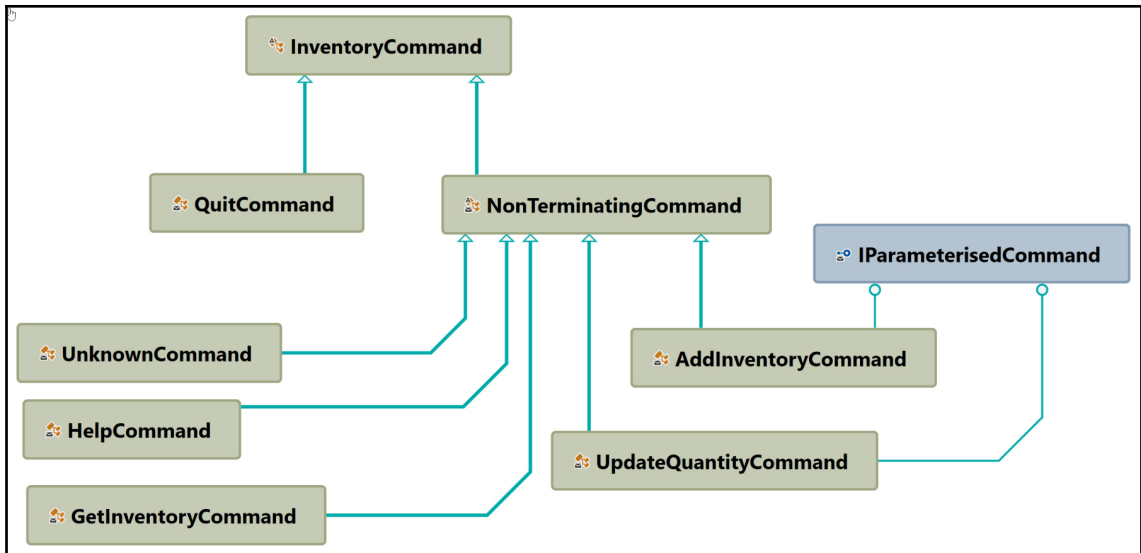 InventoryCommand
QuitCommand
NonTerminatingCommand
IParameterisedCommand
UnknownCommand
AddInventoryCommand
HelpCommand
UpdateQuantityCommand
GetInventoryCommand